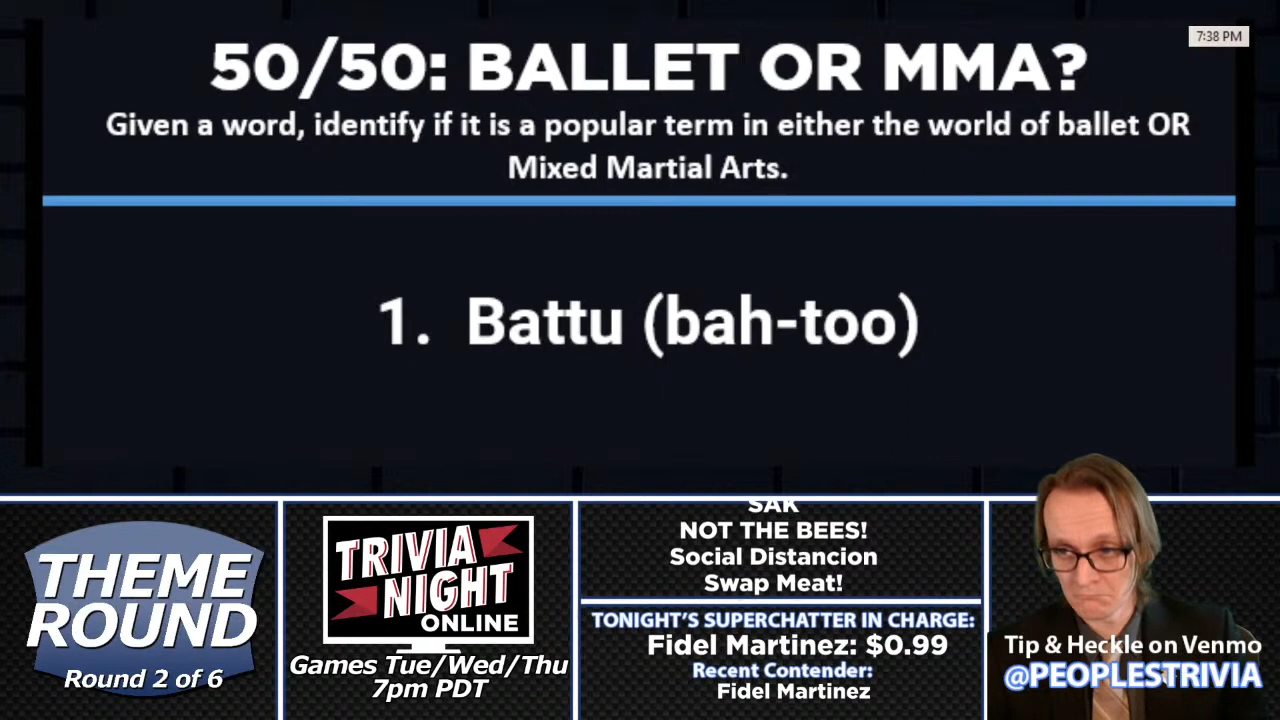 7:38 PM
50/50: BALLET OR MMA?
Given a word, identify if it is a popular term in either the world of ballet OR
Mixed Martial Arts.
1. Battu (bah-too)
THEME
ROUND
Round 2 of 6
TRIVIA
NIGHT
ONLINE
Games Tue/Wed/Thu
7pm PDT
SAK
NOT THE BEES!
Social Distancion
Swap Meat!
TONIGHT'S SUPERCHATTER IN CHARGE:
Fidel Martinez: $0.99
Recent Contender:
Fidel Martinez
Tip & Heckle on Venmo
@PEOPLESTRIVIA